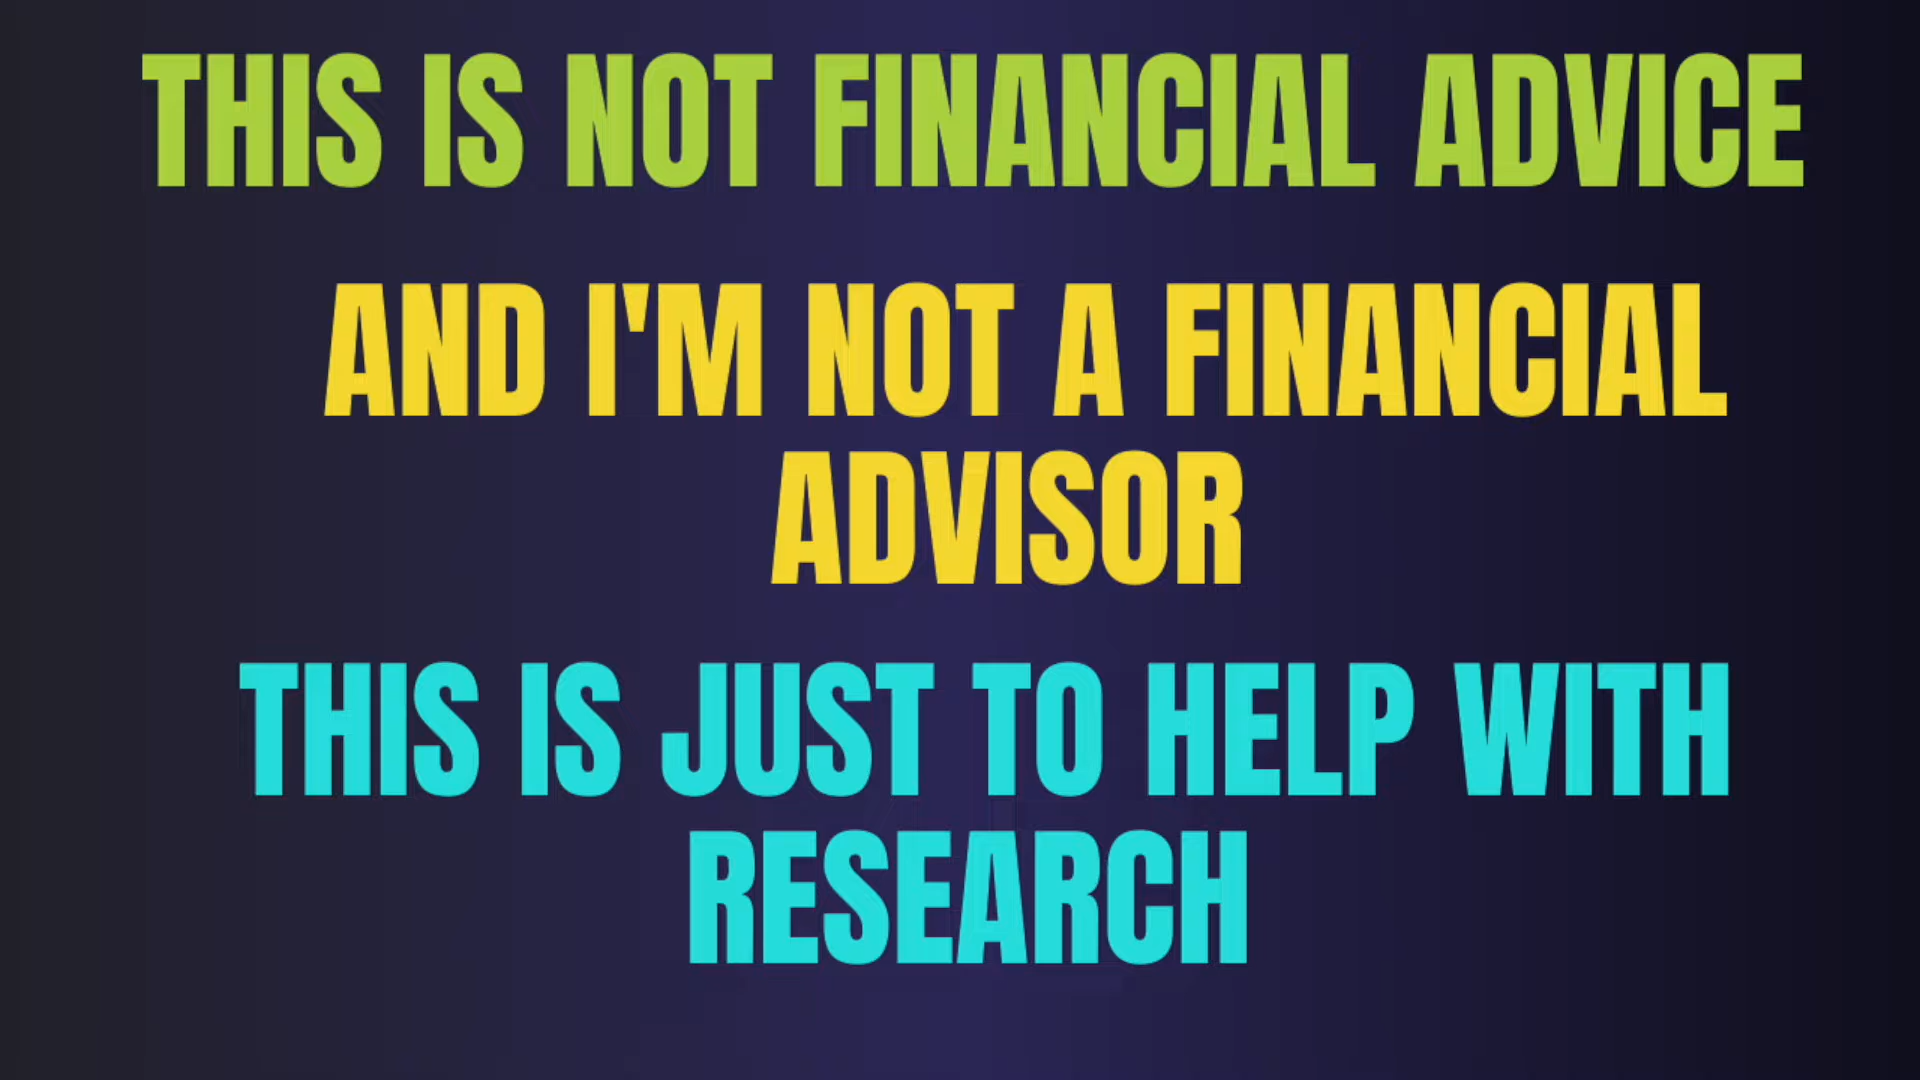 THIS IS NOT FINANCIAL ADVICE
AND I'M NOT A FINANCIAL
ADVISOR
THIS IS JUST TO HELP WITH
RESEARCH